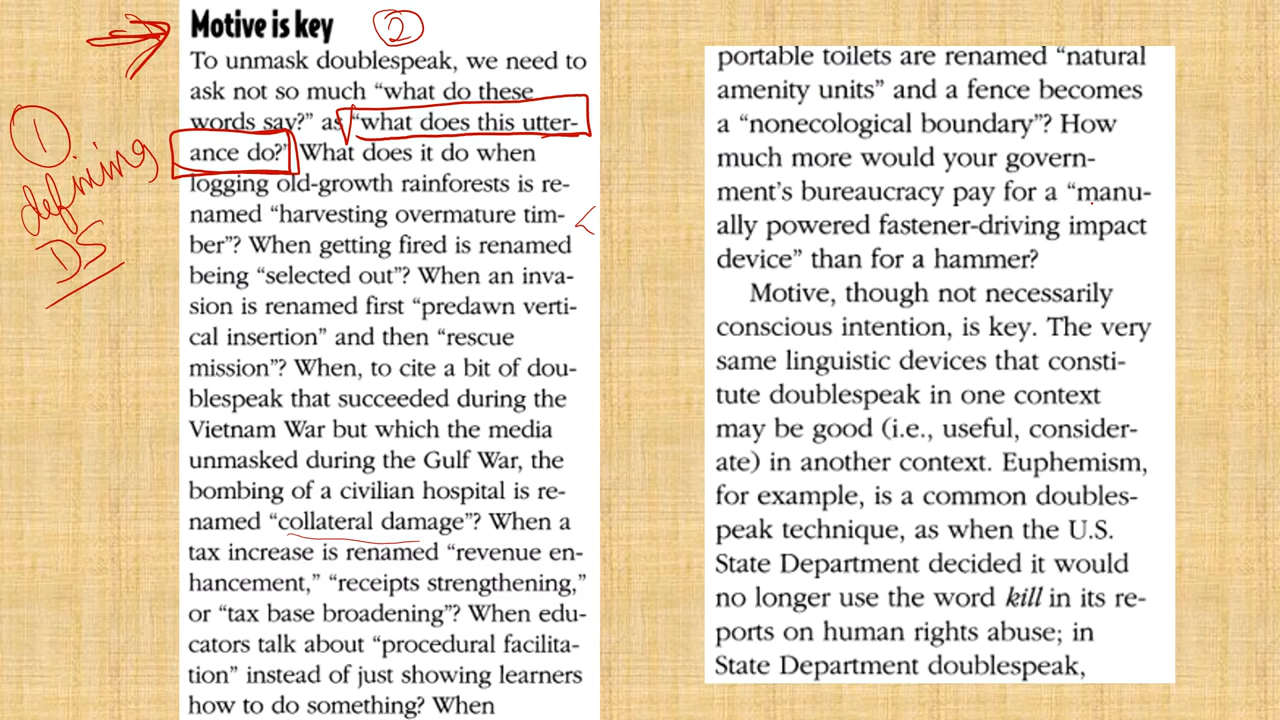 Motive is key
2
To unmask doublespeak, we need to
ask not so much “what do these
words say?” as “what does this utter-
ance do?” What does it do when
logging old-growth rainforests is re-
named “harvesting overmature tim-
ber”? When getting fired is renamed
being “selected out”? When an inva-
sion is renamed first “predawn verti-
cal insertion” and then “rescue
mission”? When, to cite a bit of dou-
blespeak that succeeded during the
Vietnam War but which the media
unmasked during the Gulf War, the
bombing of a civilian hospital is re-
named “collateral damage”? When a
tax increase is renamed “revenue en-
hancement,” “receipts strengthening,”
or “tax base broadening”? When edu-
cators talk about “procedural facilita-
tion” instead of just showing learners
how to do something? When
1
defining
DS
portable toilets are renamed “natural
amenity units” and a fence becomes
a “nonecological boundary”? How
much more would your govern-
ment’s bureaucracy pay for a “manu-
ally powered fastener-driving impact
device” than for a hammer?
Motive, though not necessarily
conscious intention, is key. The very
same linguistic devices that consti-
tute doublespeak in one context
may be good (i.e., useful, consider-
ate) in another context. Euphemism,
for example, is a common doubles-
peak technique, as when the U.S.
State Department decided it would
no longer use the word kill in its re-
ports on human rights abuse; in
State Department doublespeak,